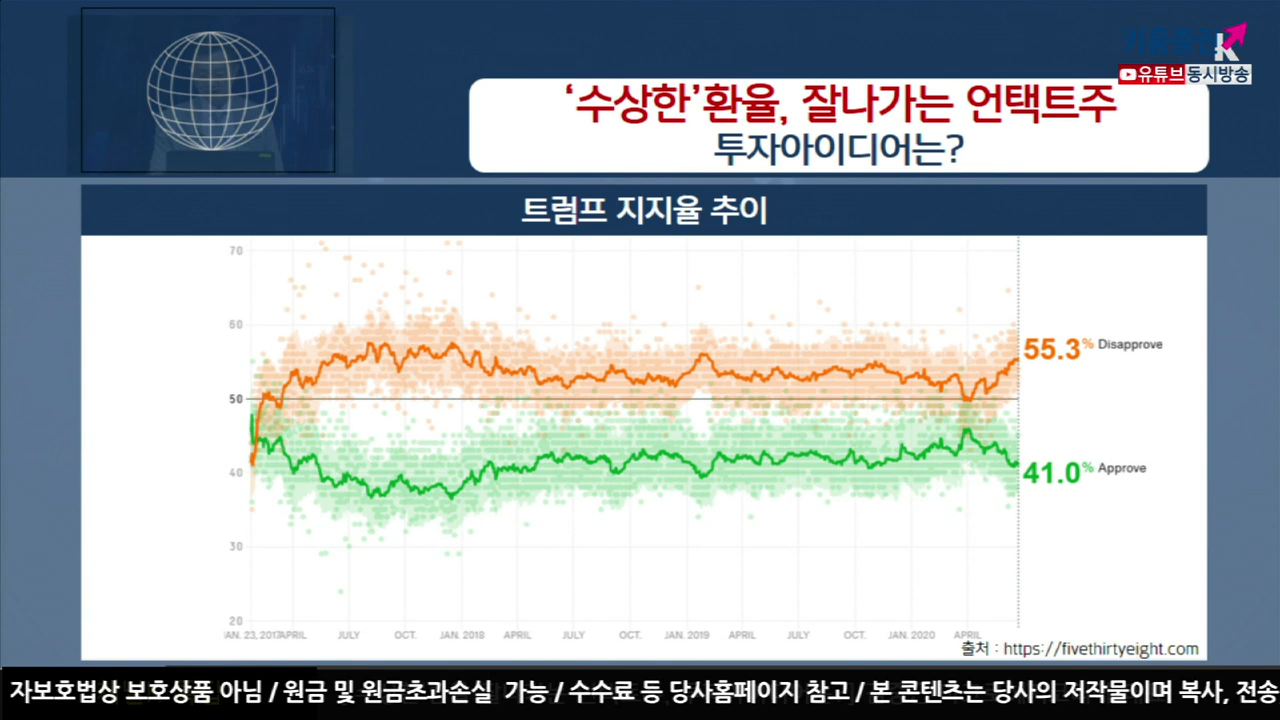 K
유튜브 동시방송
‘수상한’환율, 잘나가는 언택트주
투자아이디어는?
트럼프 지지율 추이
70
60
50
40
30
20
55.3% Disapprove
41.0% Approve
AN. 23, 2017 APRIL JULY OCT. JAN. 2018 APRIL JULY OCT. JAN. 2019 APRIL JULY OCT. JAN. 2020 APRIL
출처 : https://fivethirtyeight.com
자보호법상 보호상품 아님 / 원금 및 원금초과손실 가능 / 수수료 등 당사홈페이지 참고 / 본 콘텐츠는 당사의 저작물이며 복사, 전송